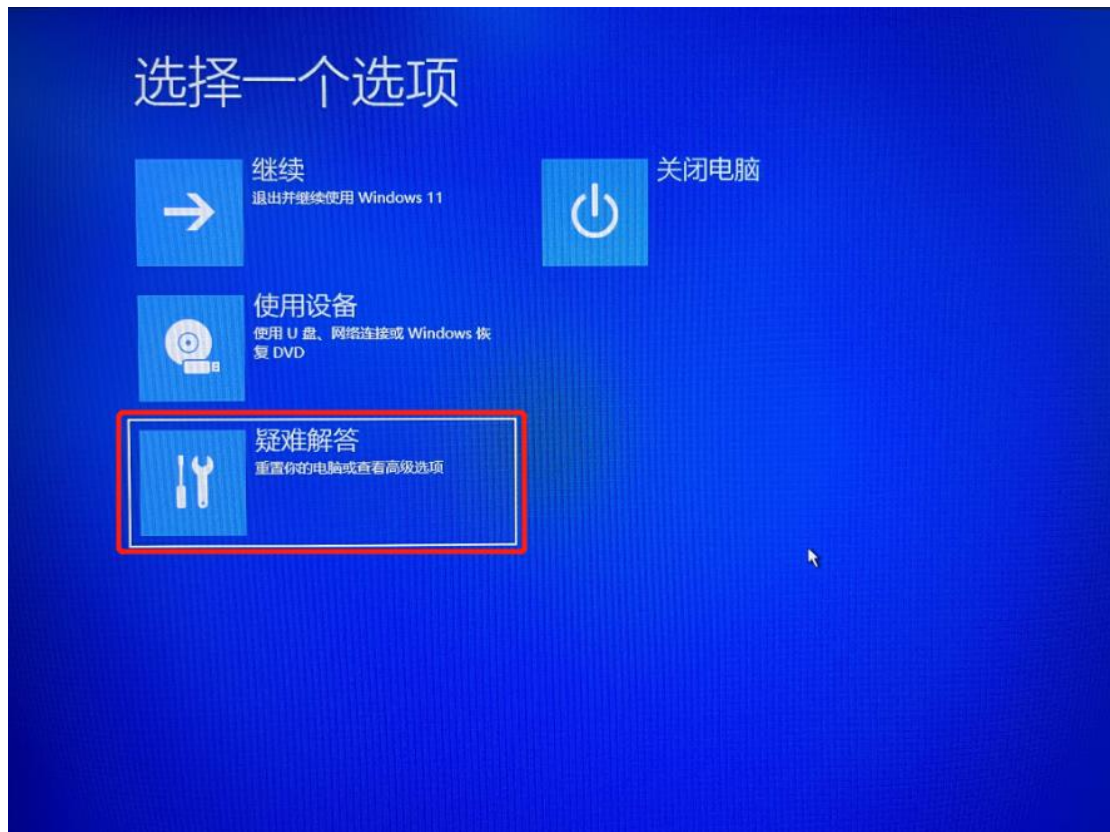 选择一个选项
继续
退出并继续使用 Windows 11
关闭电脑
使用设备
使用 U 盘、网络连接或 Windows 恢
复 DVD
疑难解答
重置你的电脑或查看高级选项